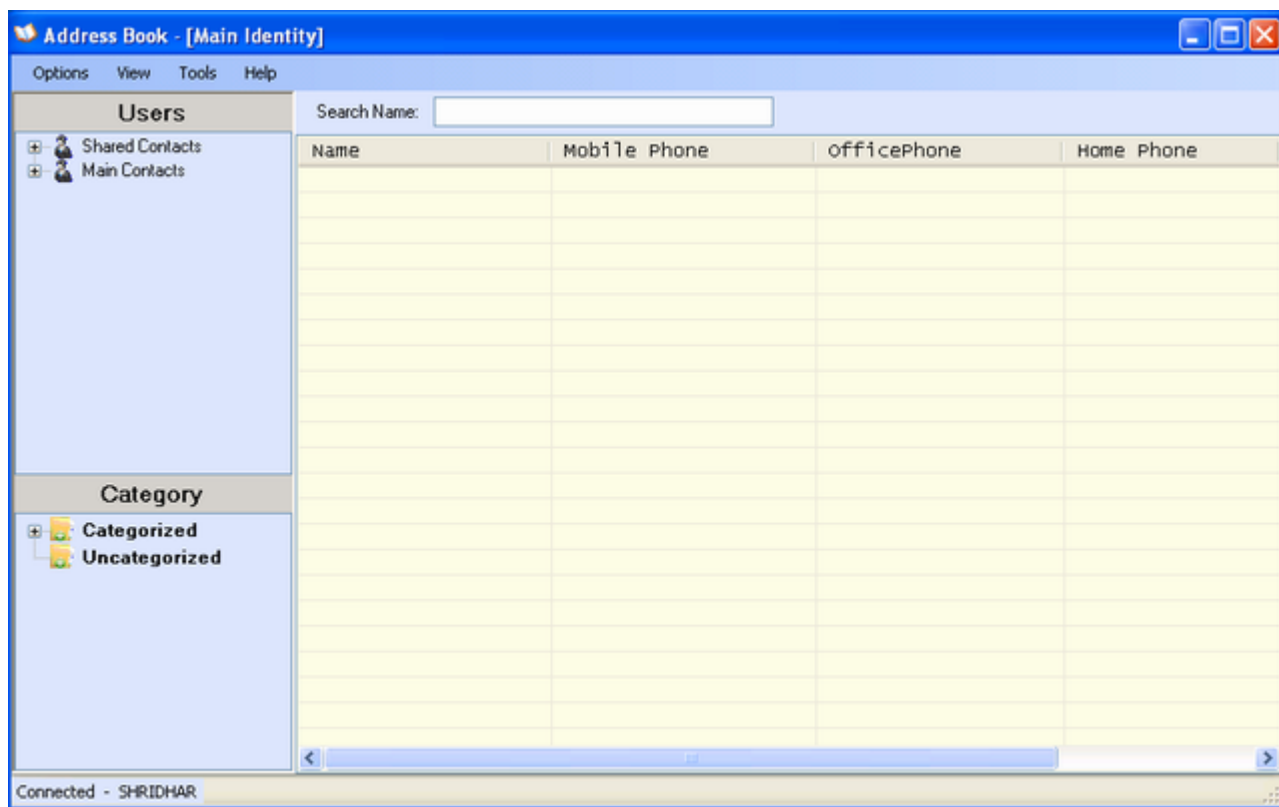 Address Book - [Main Identity]
Options View Tools Help
Users
Search Name:
Shared Contacts
Main Contacts
Name Mobile Phone OfficePhone Home Phone
Category
Categorized
Uncategorized
Connected - SHRIDHAR